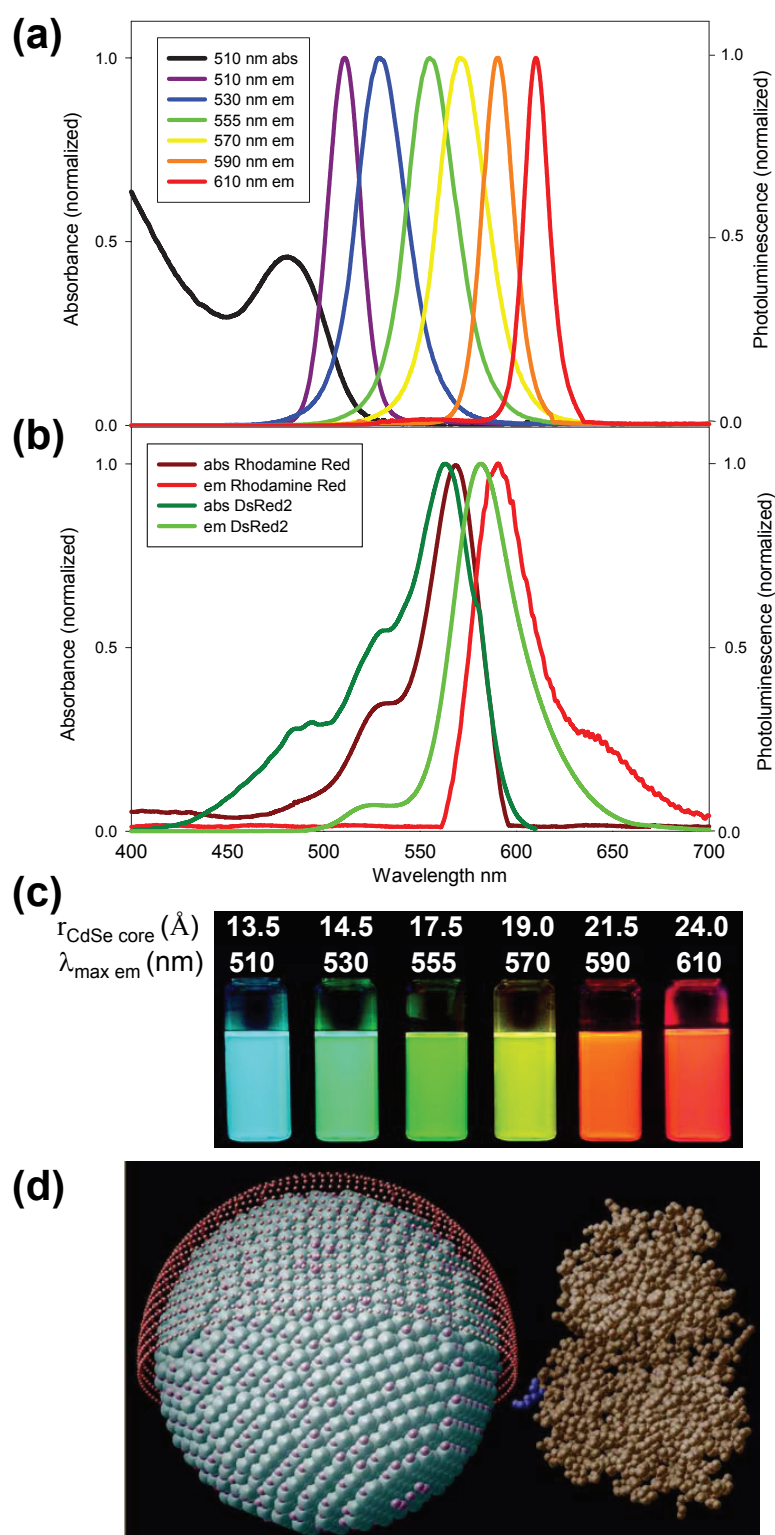 (a)
510 nm abs
510 nm em
530 nm em
555 nm em
570 nm em
590 nm em
610 nm em
1.0
0.5
0.0
Absorbance (normalized)
1.0
0.5
0.0
Photoluminescence (normalized)
(b)
abs Rhodamine Red
em Rhodamine Red
abs DsRed2
em DsRed2
1.0
0.5
0.0
Absorbance (normalized)
1.0
0.5
0.0
Photoluminescence (normalized)
400 450 500 550 600 650 700
Wavelength nm
(c)
rCdSe core (Å) 13.5 14.5 17.5 19.0 21.5 24.0
λmax em (nm) 510 530 555 570 590 610
(d)